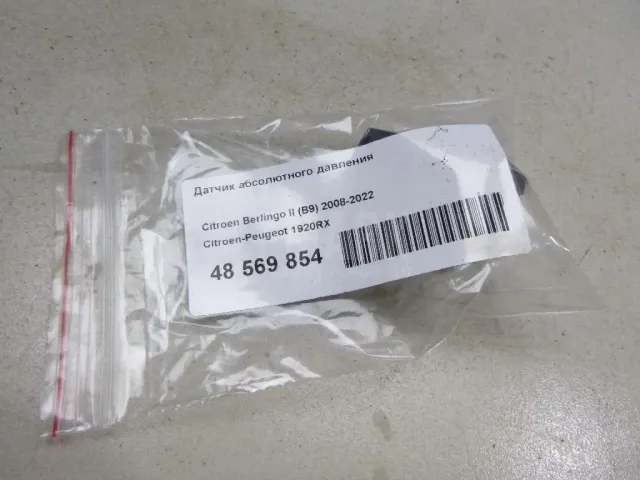 Датчик абсолютного давления
Citroen Berlingo II (B9) 2008-2022
Citroen-Peugeot 1920RX
48 569 854